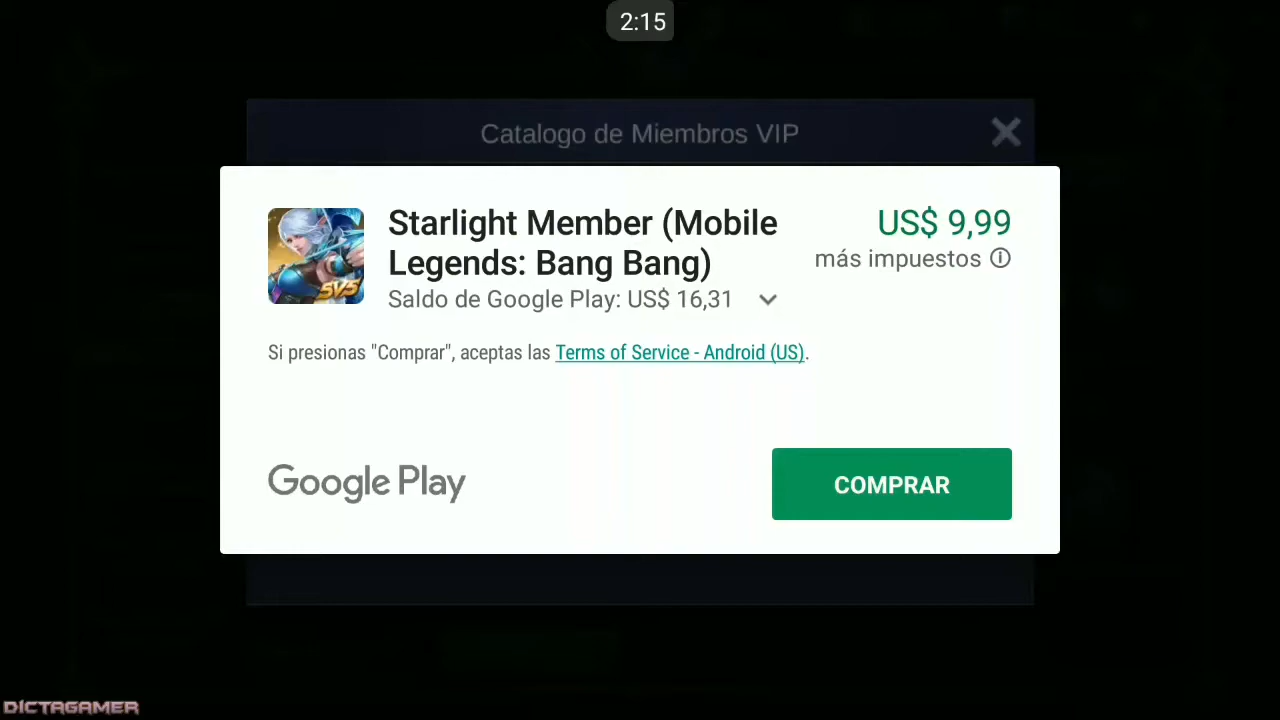 2:15
Catalogo de Miembros VIP
Starlight Member (Mobile
Legends: Bang Bang)
US$ 9,99
más impuestos
Saldo de Google Play: US$ 16,31
5V5
Si presionas "Comprar", aceptas las Terms of Service - Android (US).
Google Play
COMPRAR
DICTAGAMER